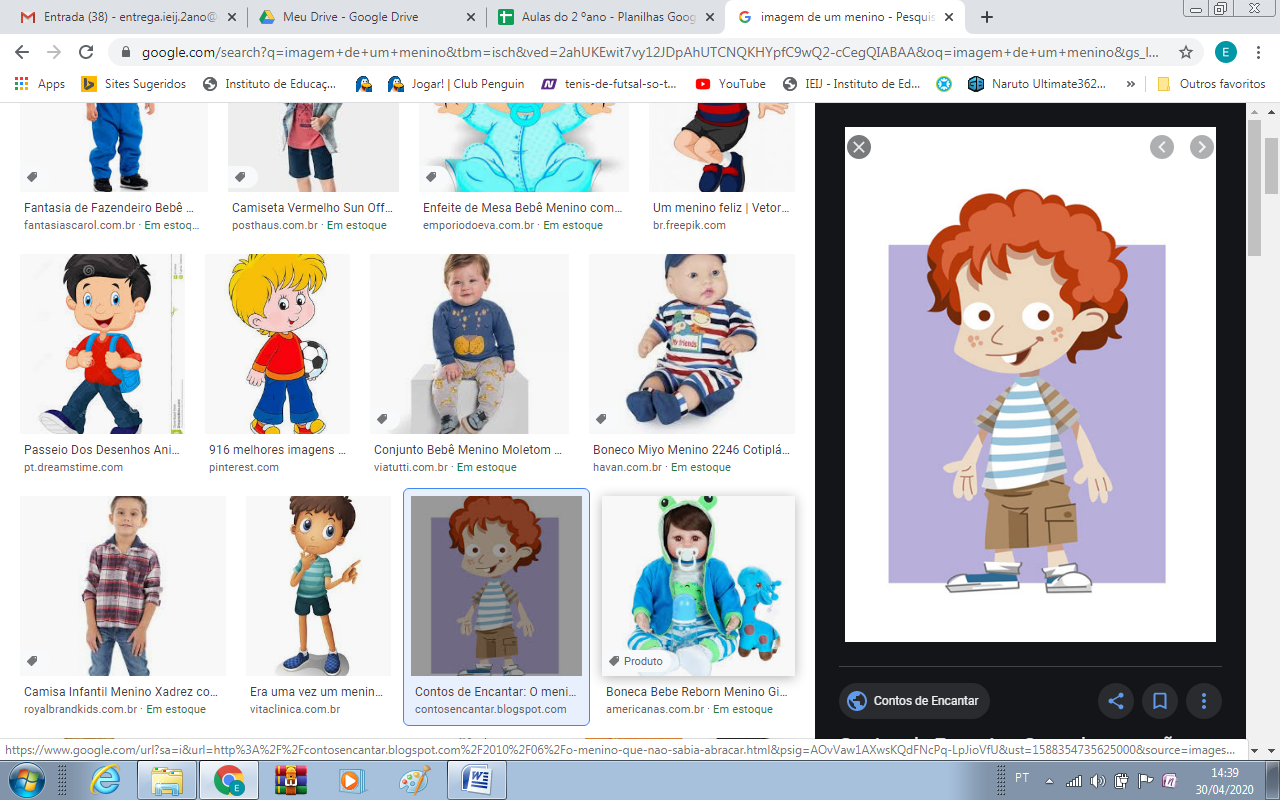 Entrada (38) - entrega.ieij.2ano@
Meu Drive - Google Drive
Aulas do 2 ºano - Planilhas Goog
imagem de um menino - Pesquis
google.com/search?q=imagem+de+um+menino&tbm=isch&ved=2ahUKEwit7vy12JDpAhUTCNQKHYpfC9wQ2-cCegQIABAA&oq=imagem+de+um+menino&gs_l...
E
Apps
Sites Sugeridos
Instituto de Educaç...
Jogar! | Club Penguin
tenis-de-futsal-so-t...
YouTube
IEIJ - Instituto de Ed...
Naruto Ultimate362...
»
Outros favoritos
Fantasia de Fazendeiro Bebê ...
fantasiascarol.com.br · Em estoq...
Camiseta Vermelho Sun Off...
posthaus.com.br · Em estoque
Enfeite de Mesa Bebê Menino com...
emporiodoeva.com.br · Em estoque
Um menino feliz | Vetor...
br.freepik.com
My friends
Passeio Dos Desenhos Ani...
pt.dreamstime.com
916 melhores imagens ...
pinterest.com
Conjunto Bebê Menino Moletom ...
viatutti.com.br · Em estoque
Boneco Miyo Menino 2246 Cotiplá...
havan.com.br · Em estoque
Produto
Camisa Infantil Menino Xadrez co...
royalbrandkids.com.br · Em estoque
Era uma vez um menin...
vitaclinica.com.br
Contos de Encantar: O meni...
contosencantar.blogspot.com
Boneca Bebe Reborn Menino Gi...
americanas.com.br · Em estoque
Contos de Encantar
https://www.google.com/url?sa=i&url=http%3A%2F%2Fcontosencantar.blogspot.com%2F2010%2F06%2Fo-menino-que-nao-sabia-abracar.html&psig=AOvVaw1AXwsKQdFNcPq-LpJioVfU&ust=1588354735625000&source=images...
PT
14:39
30/04/2020